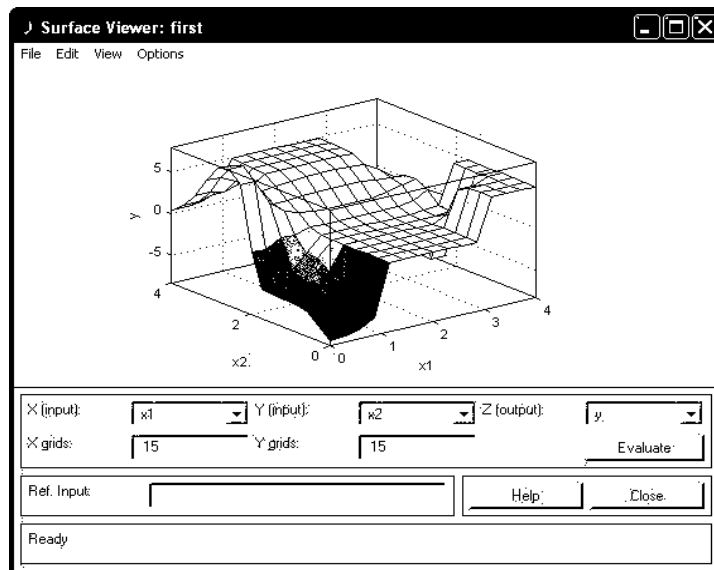 Surface Viewer: first
File Edit View Options
5
0
-5
y
4
2
0
x2.
0
1
2
3
4
x1
X (input): x1 Y (input): x2 Z (output): y.
X grids: 15 Y grids: 15 Evaluate
Ref. Input: Help Close
Ready